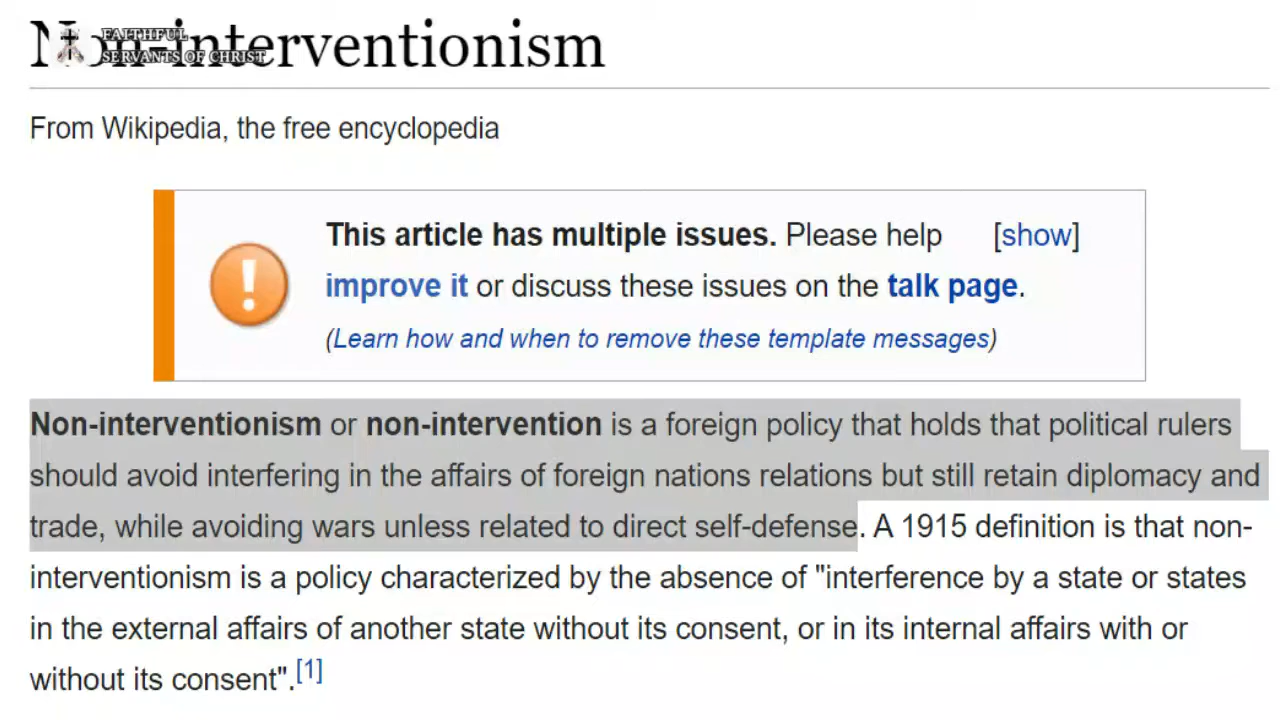 Non-interventionism
FAITHFUL
SERVANTS OF CHRIST
From Wikipedia, the free encyclopedia
This article has multiple issues. Please help [show]
improve it or discuss these issues on the talk page.
(Learn how and when to remove these template messages)
Non-interventionism or non-intervention is a foreign policy that holds that political rulers
should avoid interfering in the affairs of foreign nations relations but still retain diplomacy and
trade, while avoiding wars unless related to direct self-defense. A 1915 definition is that non-
interventionism is a policy characterized by the absence of "interference by a state or states
in the external affairs of another state without its consent, or in its internal affairs with or
without its consent".[1]